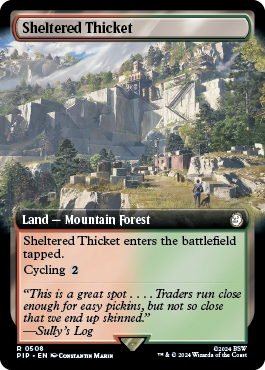 Sheltered Thicket
Land — Mountain Forest
Sheltered Thicket enters the battlefield
tapped.
Cycling 2
“This is a great spot . . . . Traders run close
enough for easy pickins, but not so close
that we end up skinned.”
—Sully's Log
R 0508
PIP • EN Constantin Marin
©2024 BSW
™ & © 2024 Wizards of the Coast